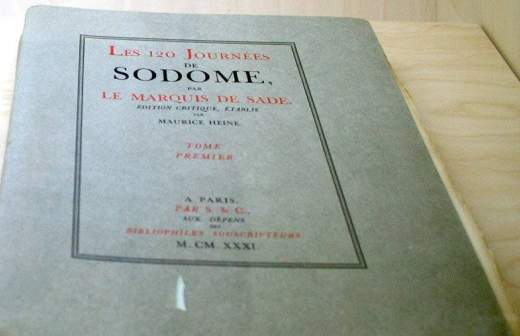 LES 120 JOURNÉES
DE
SODOME,
PAR
LE MARQUIS DE SADE.
ÉDITION CRITIQUE, ÉTABLIE
PAR
MAURICE HEINE.
TOME
PREMIER
A PARIS,
PAR S. & C.,
AUX DÉPENS
DES
BIBLIOPHILES SOUSCRIPTEURS
M. CM. XXXI.